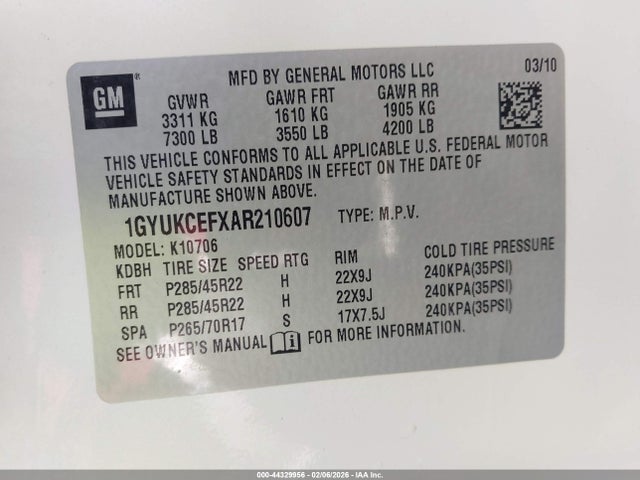 GM ®
MFD BY GENERAL MOTORS LLC 03/10
GVWR GAWR FRT GAWR RR
3311 KG 1610 KG 1905 KG
7300 LB 3550 LB 4200 LB
THIS VEHICLE CONFORMS TO ALL APPLICABLE U.S. FEDERAL MOTOR
VEHICLE SAFETY STANDARDS IN EFFECT ON THE DATE OF
MANUFACTURE SHOWN ABOVE.
1GYUKCEFXAR210607 TYPE: M.P.V.
MODEL: K10706
KDBH TIRE SIZE SPEED RTG RIM COLD TIRE PRESSURE
FRT P285/45R22 H 22X9J 240KPA(35PSI)
RR P285/45R22 H 22X9J 240KPA(35PSI)
SPA P265/70R17 S 17X7.5J 240KPA(35PSI)
SEE OWNER'S MANUAL i FOR MORE INFORMATION.
000-44329956 - 02/06/2026 - IAA Inc.